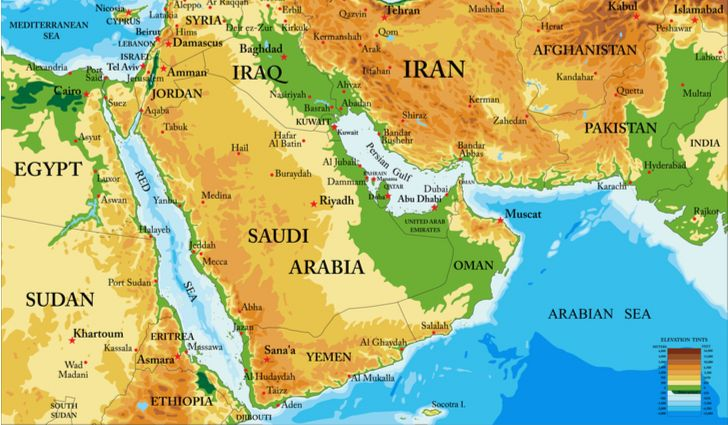 Nicosia
CYPRUS
Latakia
Aleppo
Ar Raqqah
SYRIA
Deir ez-Zur
Erbil
Kirkuk
Qazvin
Tehran
Mashhad
Herat
Kabul
Islamabad
Peshawar
Lahore
MEDITERRANEAN
SEA
Beirut
Hims
LEBANON
Damascus
ISRAEL
Tel Aviv
Jerusalem
Amman
JORDAN
Baghdad
IRAQ
Kermanshah
Qom
Arak
Isfahan
IRAN
AFGHANISTAN
Kandahar
Quetta
Multan
Alexandria
Port
Said
Cairo
Suez
Aqaba
Tabuk
Nasiriyah
Ahvaz
Basrah
Abadan
KUWAIT
Kuwait
Shiraz
Kerman
Zahedan
PAKISTAN
INDIA
Asyut
EGYPT
Luxor
Aswan
RED
SEA
Hail
Hafar
Al Batin
Bandar
Bushehr
Persian Gulf
Bandar
Abbas
Hyderabad
Karachi
Rajkot
Medina
Yanbu
Buraydah
Al Jubail
Dammam
BAHRAIN
Manama
QATAR
Doha
Dubai
Abu Dhabi
OMAN
Riyadh
UNITED ARAB
EMIRATES
Muscat
Halayeb
Jeddah
Mecca
SAUDI
ARABIA
OMAN
ARABIAN SEA
SUDAN
Port Sudan
Abha
Jazan
Salalah
Khartoum
Kassala
Wad
Madani
ERITREA
Asmara
Massawa
Sana'a
YEMEN
Al Ghaydah
Al Hudaydah
Taizz
Al Mukalla
Aden
Socotra I.
SOUTH
SUDAN
ETHIOPIA
DJIBOUTI
ELEVATION TINTS
METERS
FEET